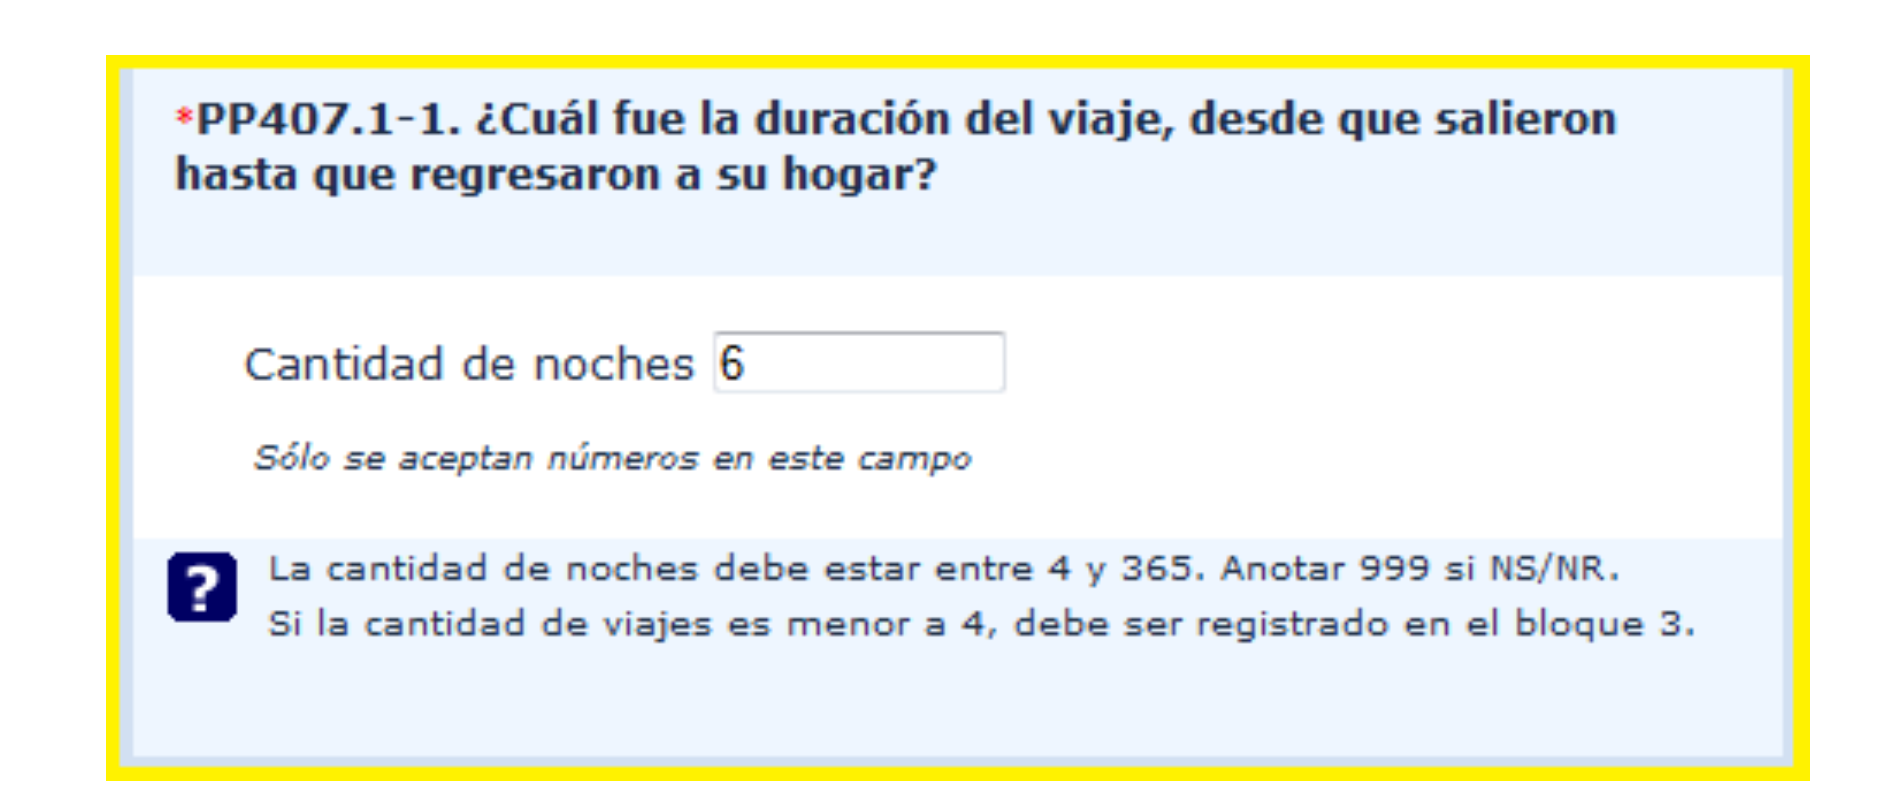 *PP407.1-1. ¿Cuál fue la duración del viaje, desde que salieron
hasta que regresaron a su hogar?
Cantidad de noches 6
Sólo se aceptan números en este campo
? La cantidad de noches debe estar entre 4 y 365. Anotar 999 si NS/NR.
Si la cantidad de viajes es menor a 4, debe ser registrado en el bloque 3.